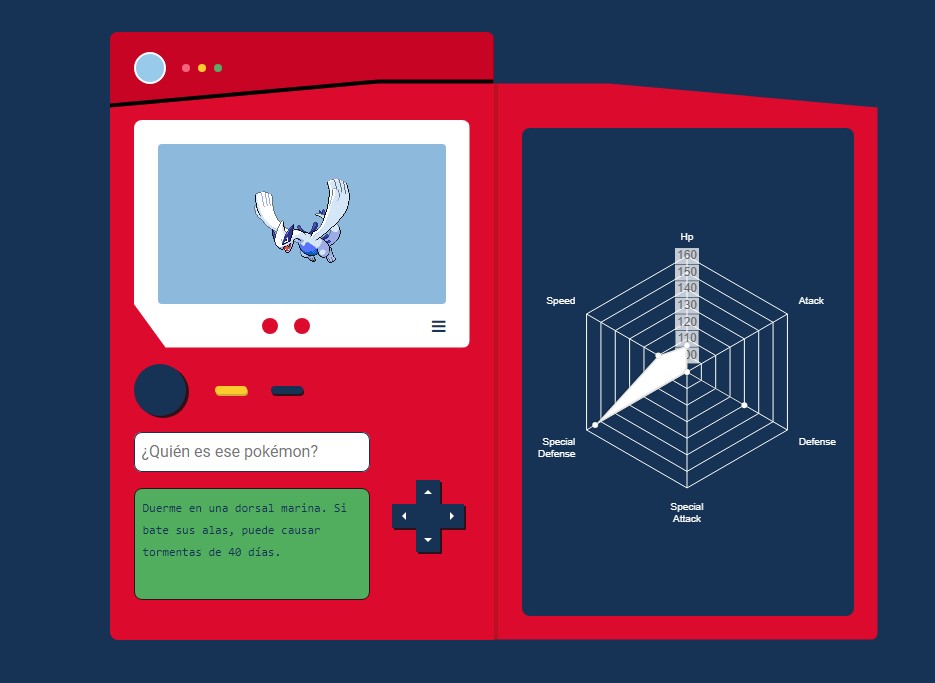 ¿Quién es ese pokémon?
Duerme en una dorsal marina. Si
bate sus alas, puede causar
tormentas de 40 días.
Hp
160
150
140
130
120
110
00
Speed
Atack
Special
Defense
Defense
Special
Attack